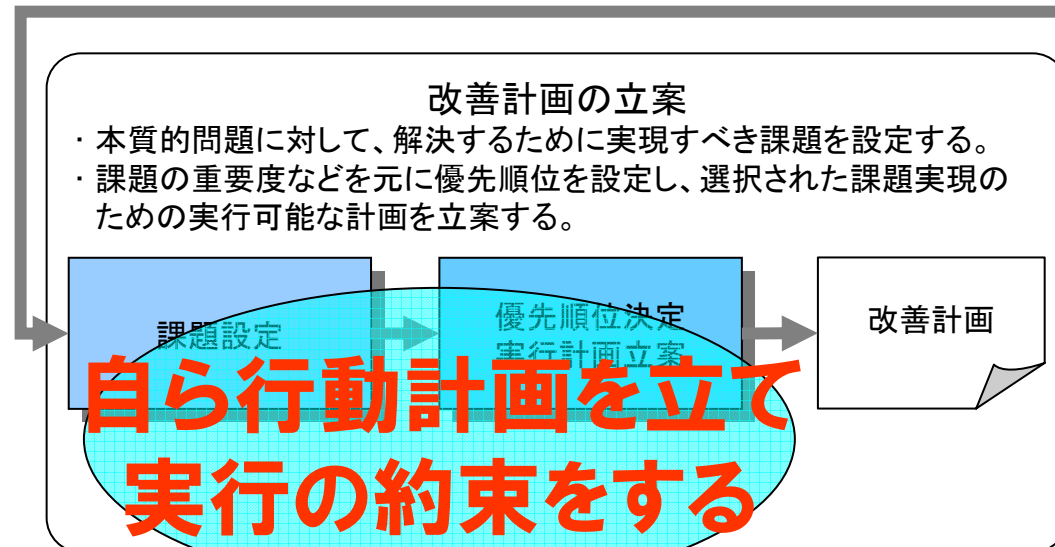 改善計画の立案
・本質的問題に対して、解決するために実現すべき課題を設定する。
・課題の重要度などを元に優先順位を設定し、選択された課題実現の
ための実行可能な計画を立案する。
課題設定
優先順位決定
実行計画立案
改善計画
自ら行動計画を立て
実行の約束をする